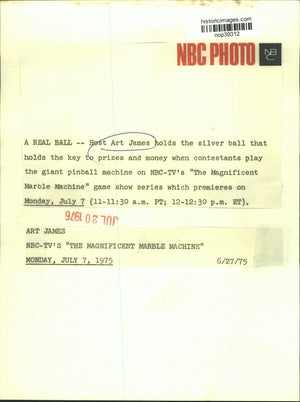 historicimages.com
nop39312
NBC PHOTO
NBC
A REAL BALL -- Host Art James holds the silver ball that
holds the key to prizes and money when contestants play
the giant pinball machine on NBC-TV's "The Magnificent
Marble Machine" game show series which premieres on
Monday, July 7 (11-11:30 a.m. PT; 12-12:30 p.m. ET).
JUL 20 1976
ART JAMES
NBC-TV'S "THE MAGNIFICENT MARBLE MACHINE"
MONDAY, JULY 7, 1975 6/27/75